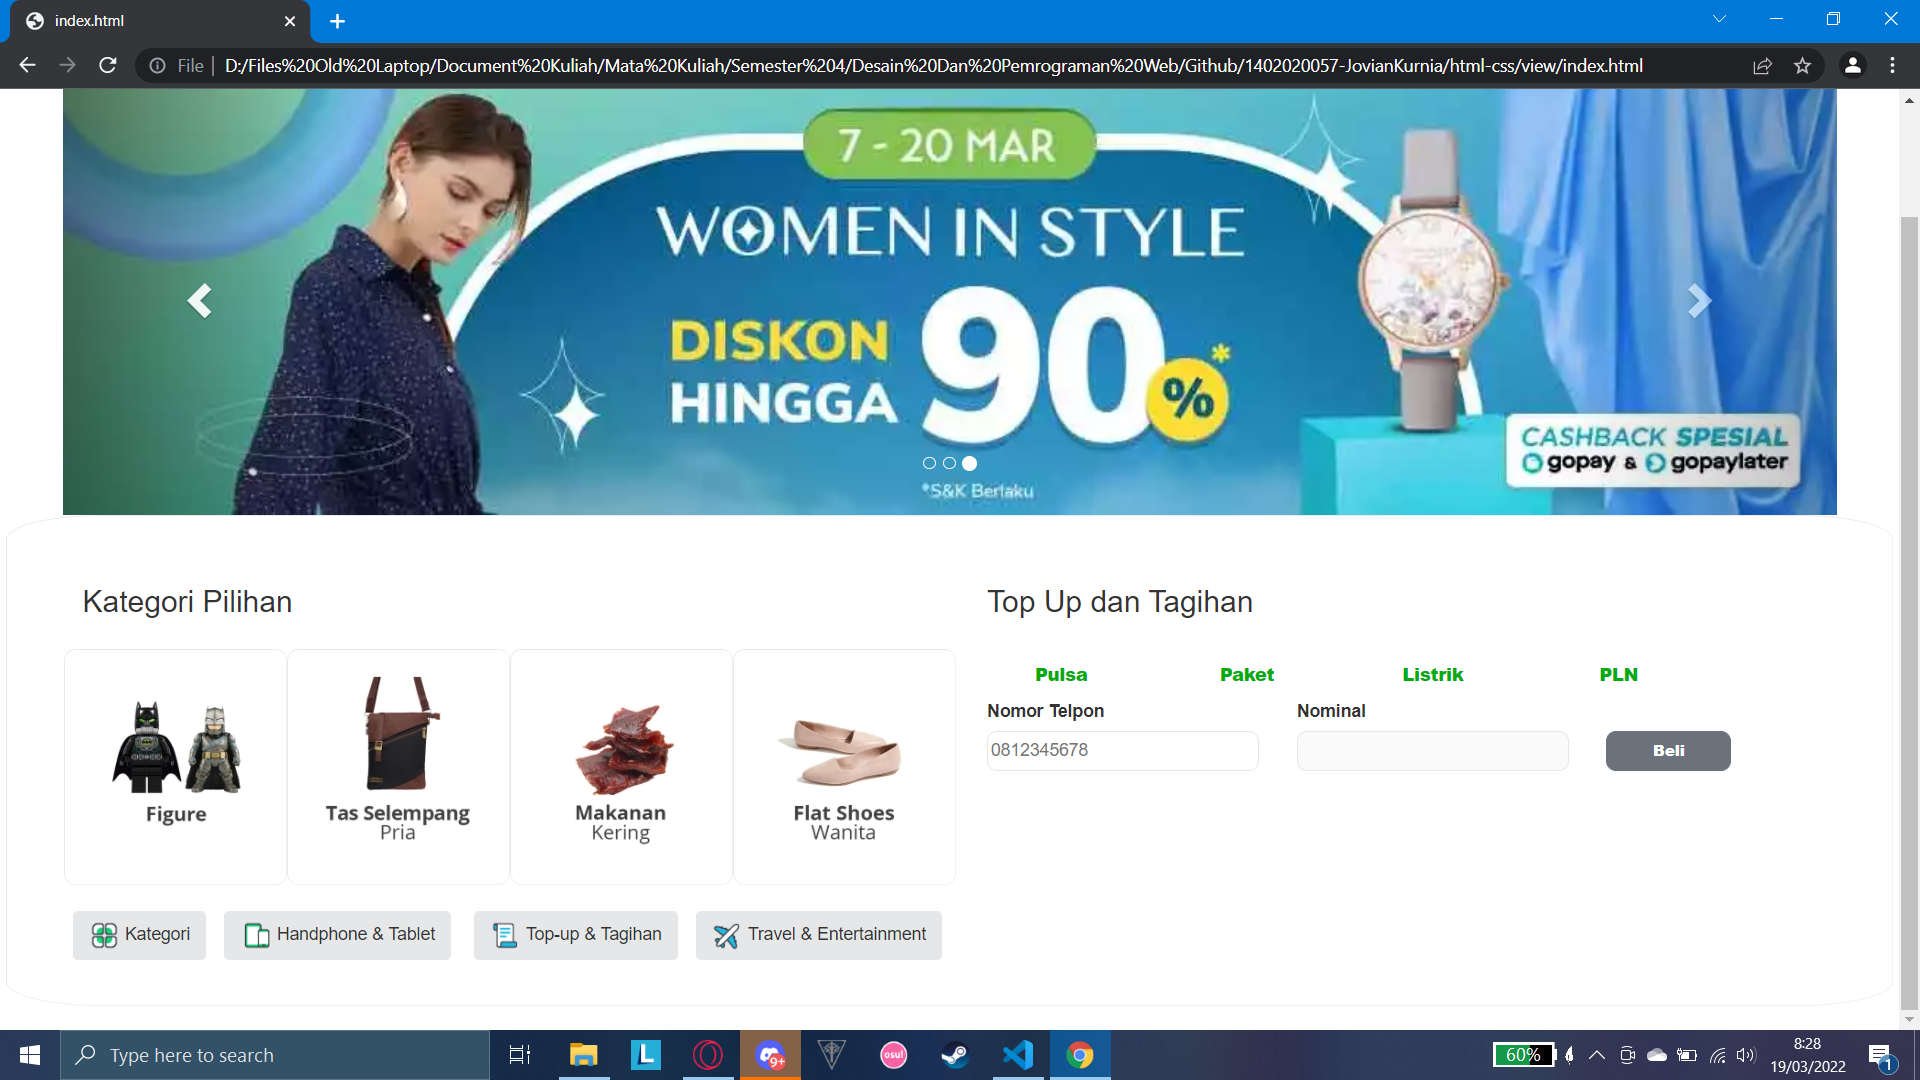 index.html
File | D:/Files%20Old%20Laptop/Document%20Kuliah/Mata%20Kuliah/Semester%204/Desain%20Dan%20Pemrograman%20Web/Github/1402020057-JovianKurnia/html-css/view/index.html
7 - 20 MAR
WOMEN IN STYLE
DISKON
HINGGA
90%*
CASHBACK SPESIAL
gopay & gopaylater
*S&K Berlaku
Kategori Pilihan
Figure
Tas Selempang
Pria
Makanan
Kering
Flat Shoes
Wanita
Kategori
Handphone & Tablet
Top-up & Tagihan
Travel & Entertainment
Top Up dan Tagihan
Pulsa Paket Listrik PLN
Nomor Telpon Nominal
0812345678 Beli
Type here to search
L
9+
osu!
60%
8:28
19/03/2022
1